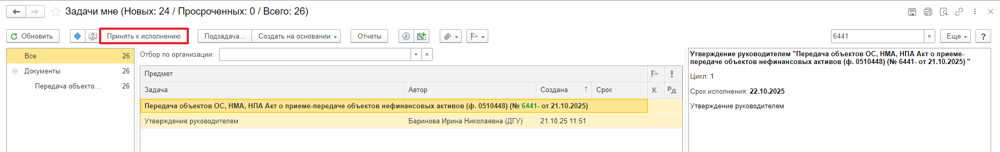 Задачи мне (Новых: 24 / Просроченных: 0 / Всего: 26)
Обновить Принять к исполнению Подзадача... Создать на основании Отчеты 6441 × Еще ?
Все 26
Документы 26
Передача объекто... 26
Отбор по организации:
Предмет
Задача Автор Создана ↑ Срок К Рд
Передача объектов ОС, НМА, НПА Акт о приеме-передаче объектов нефинансовых активов (ф. 0510448) (№ 6441- от 21.10.2025)
Утверждение руководителем Баринова Ирина Николаевна (ДГУ) 21.10.25 11:51
Утверждение руководителем "Передача объектов ОС, НМА, НПА Акт о приеме-
передаче объектов нефинансовых активов (ф. 0510448) (№ 6441- от 21.10.2025) "
Цикл: 1
Срок исполнения: 22.10.2025
Утверждение руководителем